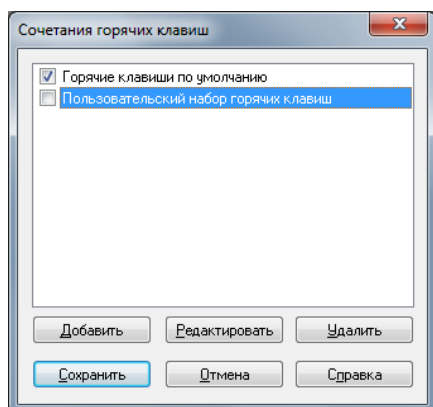 Сочетания горячих клавиш
Горячие клавиши по умолчанию
Пользовательский набор горячих клавиш
Добавить Редактировать Удалить
Сохранить Отмена Справка